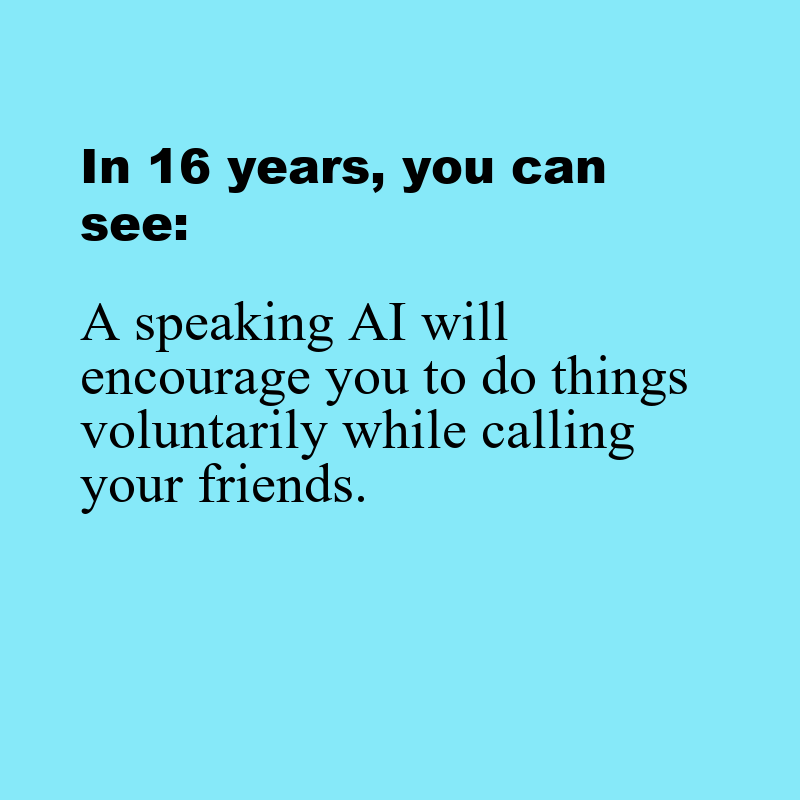 In 16 years, you can
see:
A speaking AI will
encourage you to do things
voluntarily while calling
your friends.